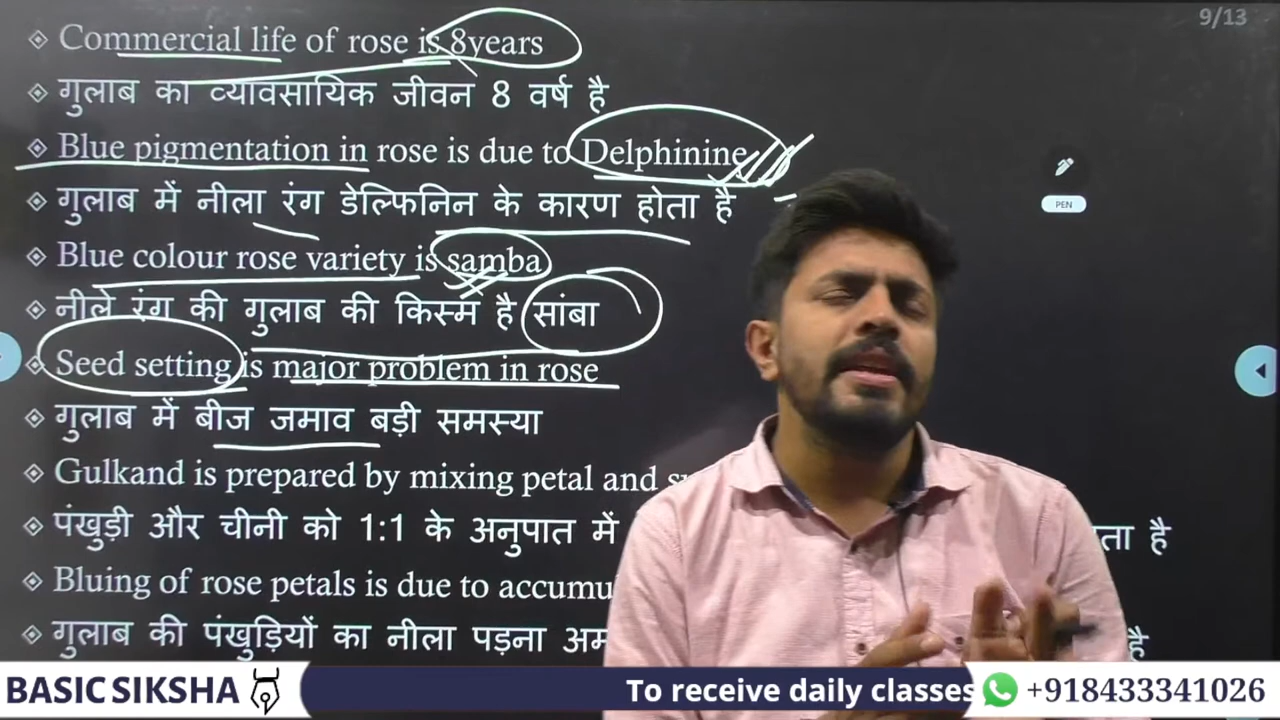 9/13
Commercial life of rose is 8years
गुलाब का व्यावसायिक जीवन 8 वर्ष है
Blue pigmentation in rose is due to Delphinine
गुलाब में नीला रंग डेल्फिनिन के कारण होता है
PEN
Blue colour rose variety is samba
नीले रंग की गुलाब की किस्म है सांबा
Seed setting is major problem in rose
गुलाब में बीज जमाव बड़ी समस्या
Gulkand is prepared by mixing petal and
पंखुड़ी और चीनी को 1:1 के अनुपात में है
Bluing of rose petals is due to
गुलाब की पंखुड़ियों का नीला पड़ना है
BASIC SIKSHA To receive daily classes +918433341026